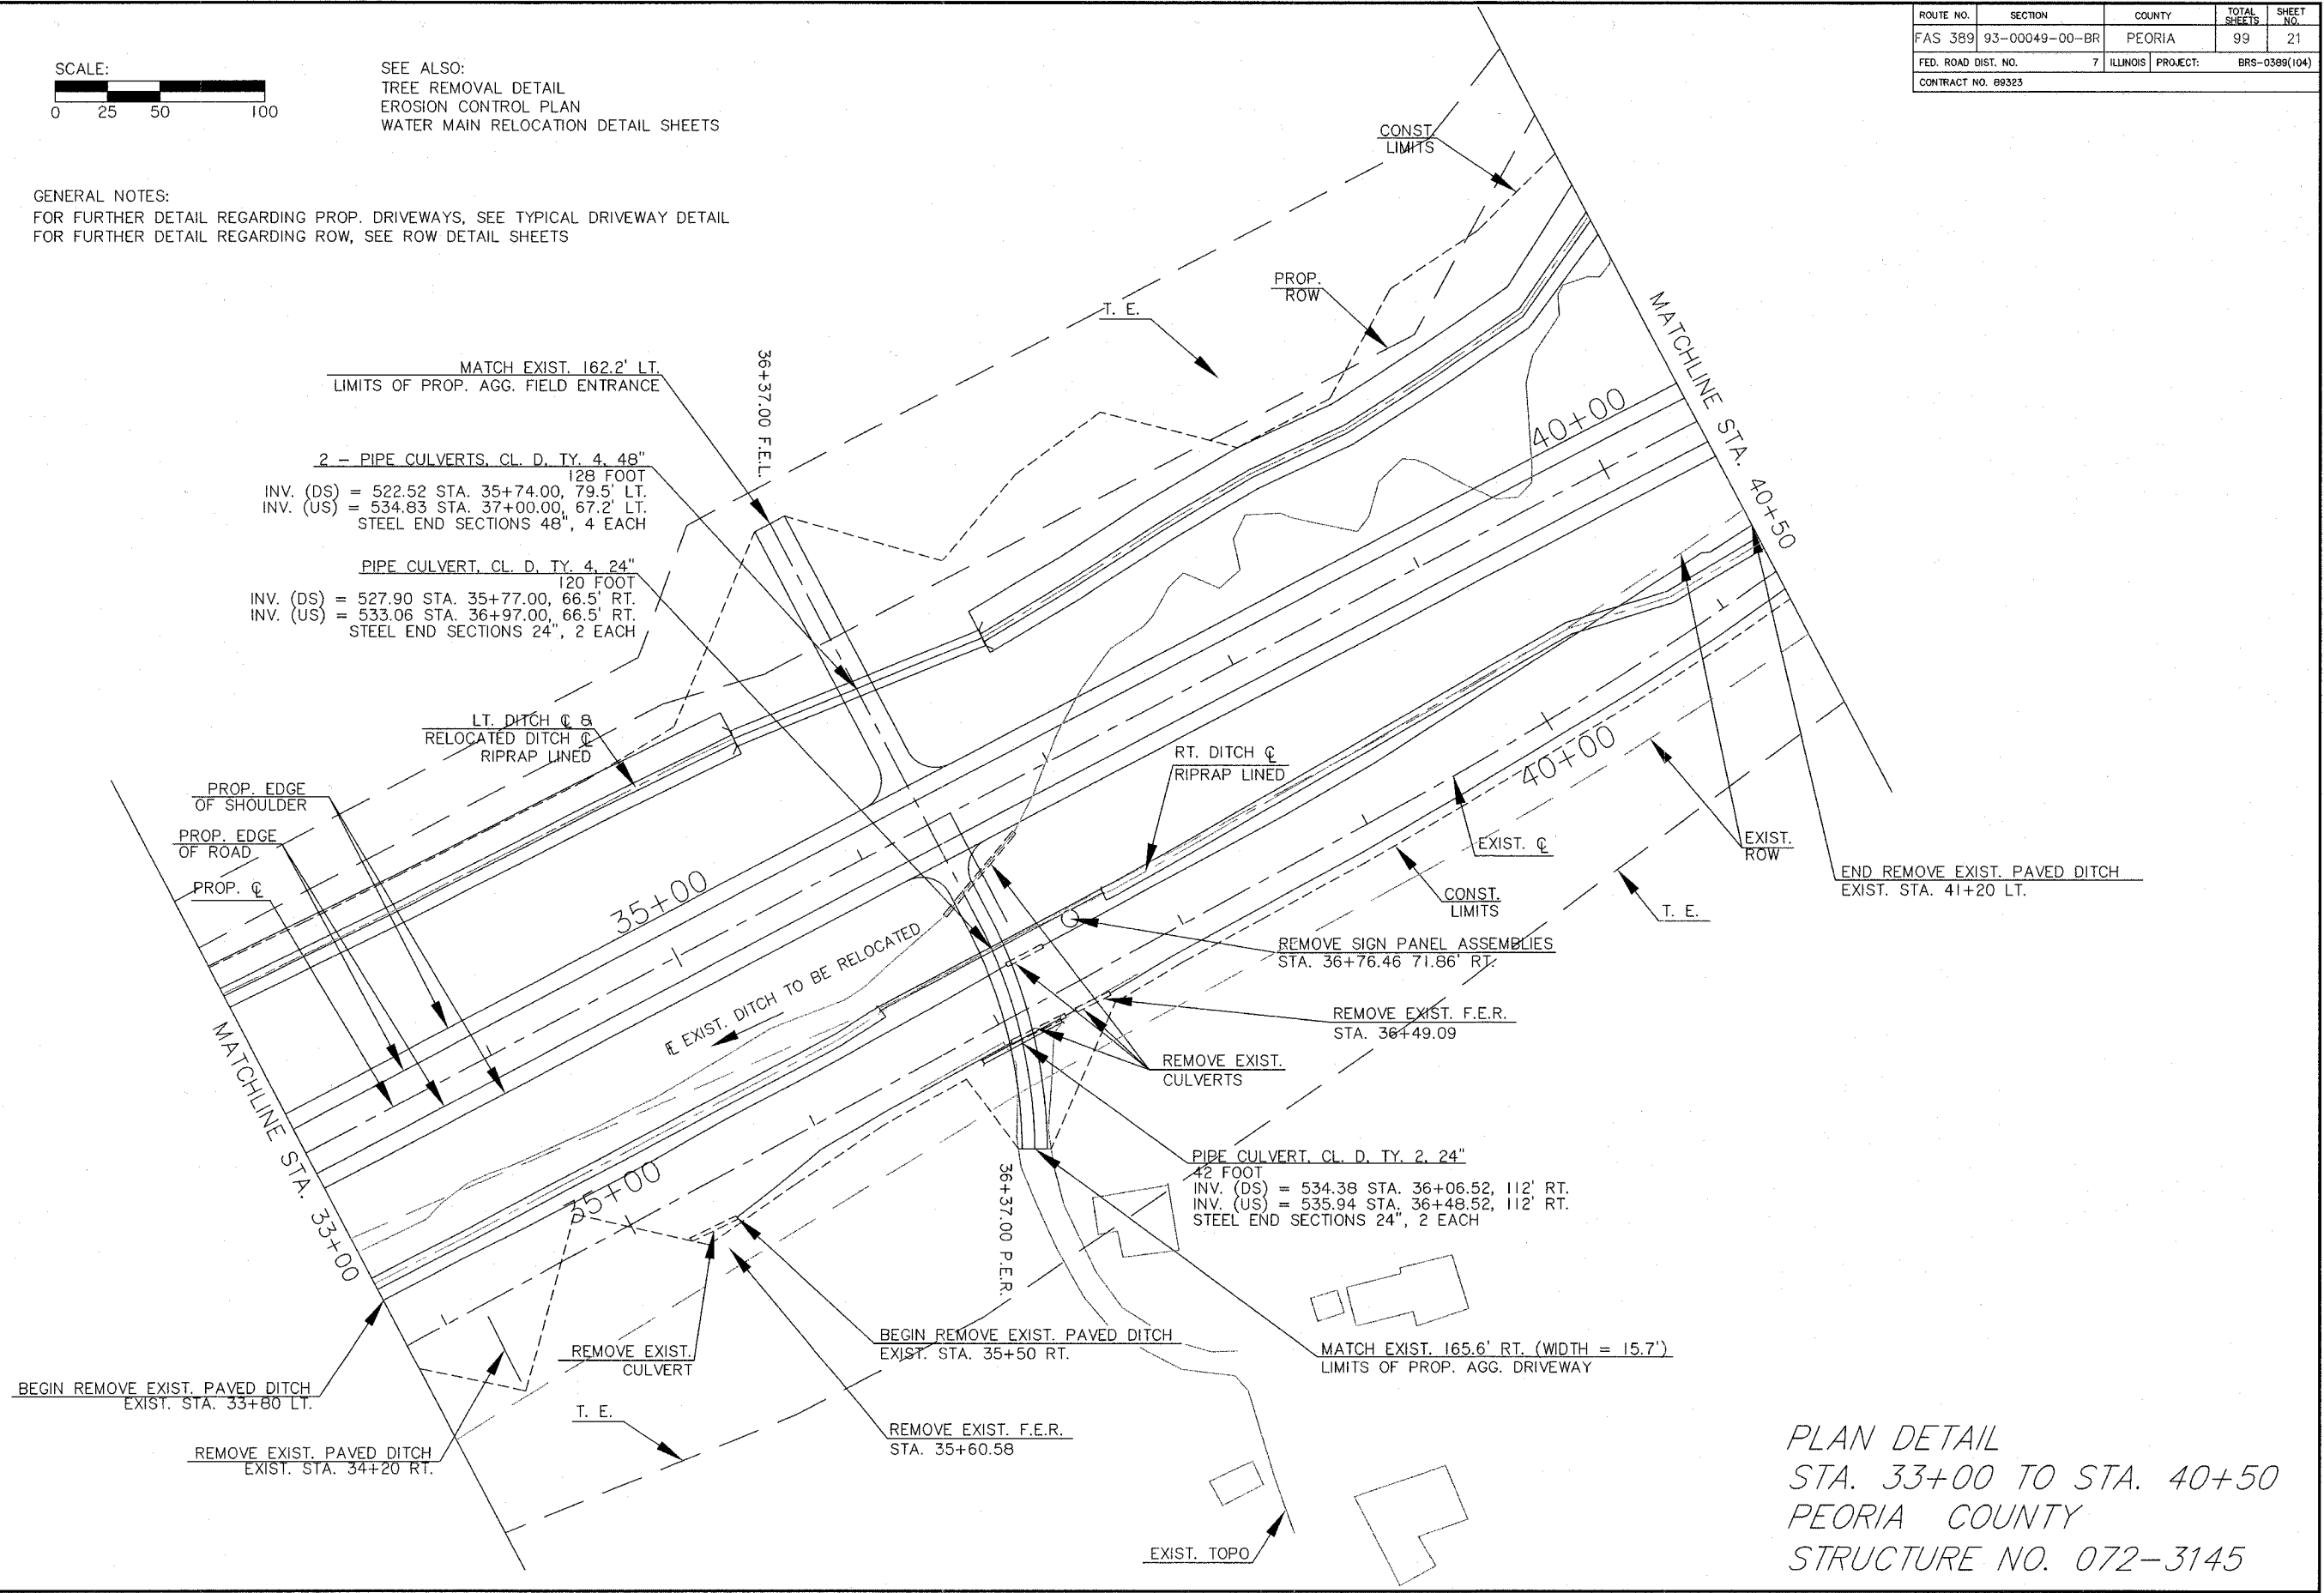 ROUTE NO. SECTION COUNTY TOTAL SHEETS SHEET NO.
FAS 389 93-00049-00-BR PEORIA 99 21
FED. ROAD DIST. NO. 7 ILLINOIS PROJECT: BRS-0389(104)
CONTRACT NO. 89323
SCALE:
0 25 50 100
SEE ALSO:
TREE REMOVAL DETAIL
EROSION CONTROL PLAN
WATER MAIN RELOCATION DETAIL SHEETS
GENERAL NOTES:
FOR FURTHER DETAIL REGARDING PROP. DRIVEWAYS, SEE TYPICAL DRIVEWAY DETAIL
FOR FURTHER DETAIL REGARDING ROW, SEE ROW DETAIL SHEETS
CONST.
LIMITS
PROP.
ROW
T. E.
MATCHLINE STA. 40+50
MATCH EXIST. 162.2' LT.
LIMITS OF PROP. AGG. FIELD ENTRANCE
36+37.00 F.E.L.
2 - PIPE CULVERTS, CL. D, TY. 4, 48"
128 FOOT
INV. (DS) = 522.52 STA. 35+74.00, 79.5' LT.
INV. (US) = 534.83 STA. 37+00.00, 67.2' LT.
STEEL END SECTIONS 48", 4 EACH
PIPE CULVERT, CL. D, TY. 4, 24"
120 FOOT
INV. (DS) = 527.90 STA. 35+77.00, 66.5' RT.
INV. (US) = 533.06 STA. 36+97.00, 66.5' RT.
STEEL END SECTIONS 24", 2 EACH
40+00
LT. DITCH ℄ &
RELOCATED DITCH ℄
RIPRAP LINED
PROP. EDGE
OF SHOULDER
PROP. EDGE
OF ROAD
PROP. ℄
35+00
RT. DITCH ℄
RIPRAP LINED
40+00
EXIST. ℄
EXIST.
ROW
CONST.
LIMITS
T. E.
END REMOVE EXIST. PAVED DITCH
EXIST. STA. 41+20 LT.
℄ EXIST. DITCH TO BE RELOCATED
REMOVE SIGN PANEL ASSEMBLIES
STA. 36+76.46 71.86' RT.
REMOVE EXIST. F.E.R.
STA. 36+49.09
REMOVE EXIST.
CULVERTS
MATCHLINE STA. 33+00
PIPE CULVERT, CL. D, TY. 2, 24"
42 FOOT
INV. (DS) = 534.38 STA. 36+06.52, 112' RT.
INV. (US) = 535.94 STA. 36+48.52, 112' RT.
STEEL END SECTIONS 24", 2 EACH
35+00
36+37.00 P.E.R.
REMOVE EXIST.
CULVERT
BEGIN REMOVE EXIST. PAVED DITCH
EXIST. STA. 35+50 RT.
MATCH EXIST. 165.6' RT. (WIDTH = 15.7')
LIMITS OF PROP. AGG. DRIVEWAY
BEGIN REMOVE EXIST. PAVED DITCH
EXIST. STA. 33+80 LT.
T. E.
REMOVE EXIST. F.E.R.
STA. 35+60.58
REMOVE EXIST. PAVED DITCH
EXIST. STA. 34+20 RT.
EXIST. TOPO
PLAN DETAIL
STA. 33+00 TO STA. 40+50
PEORIA COUNTY
STRUCTURE NO. 072-3145